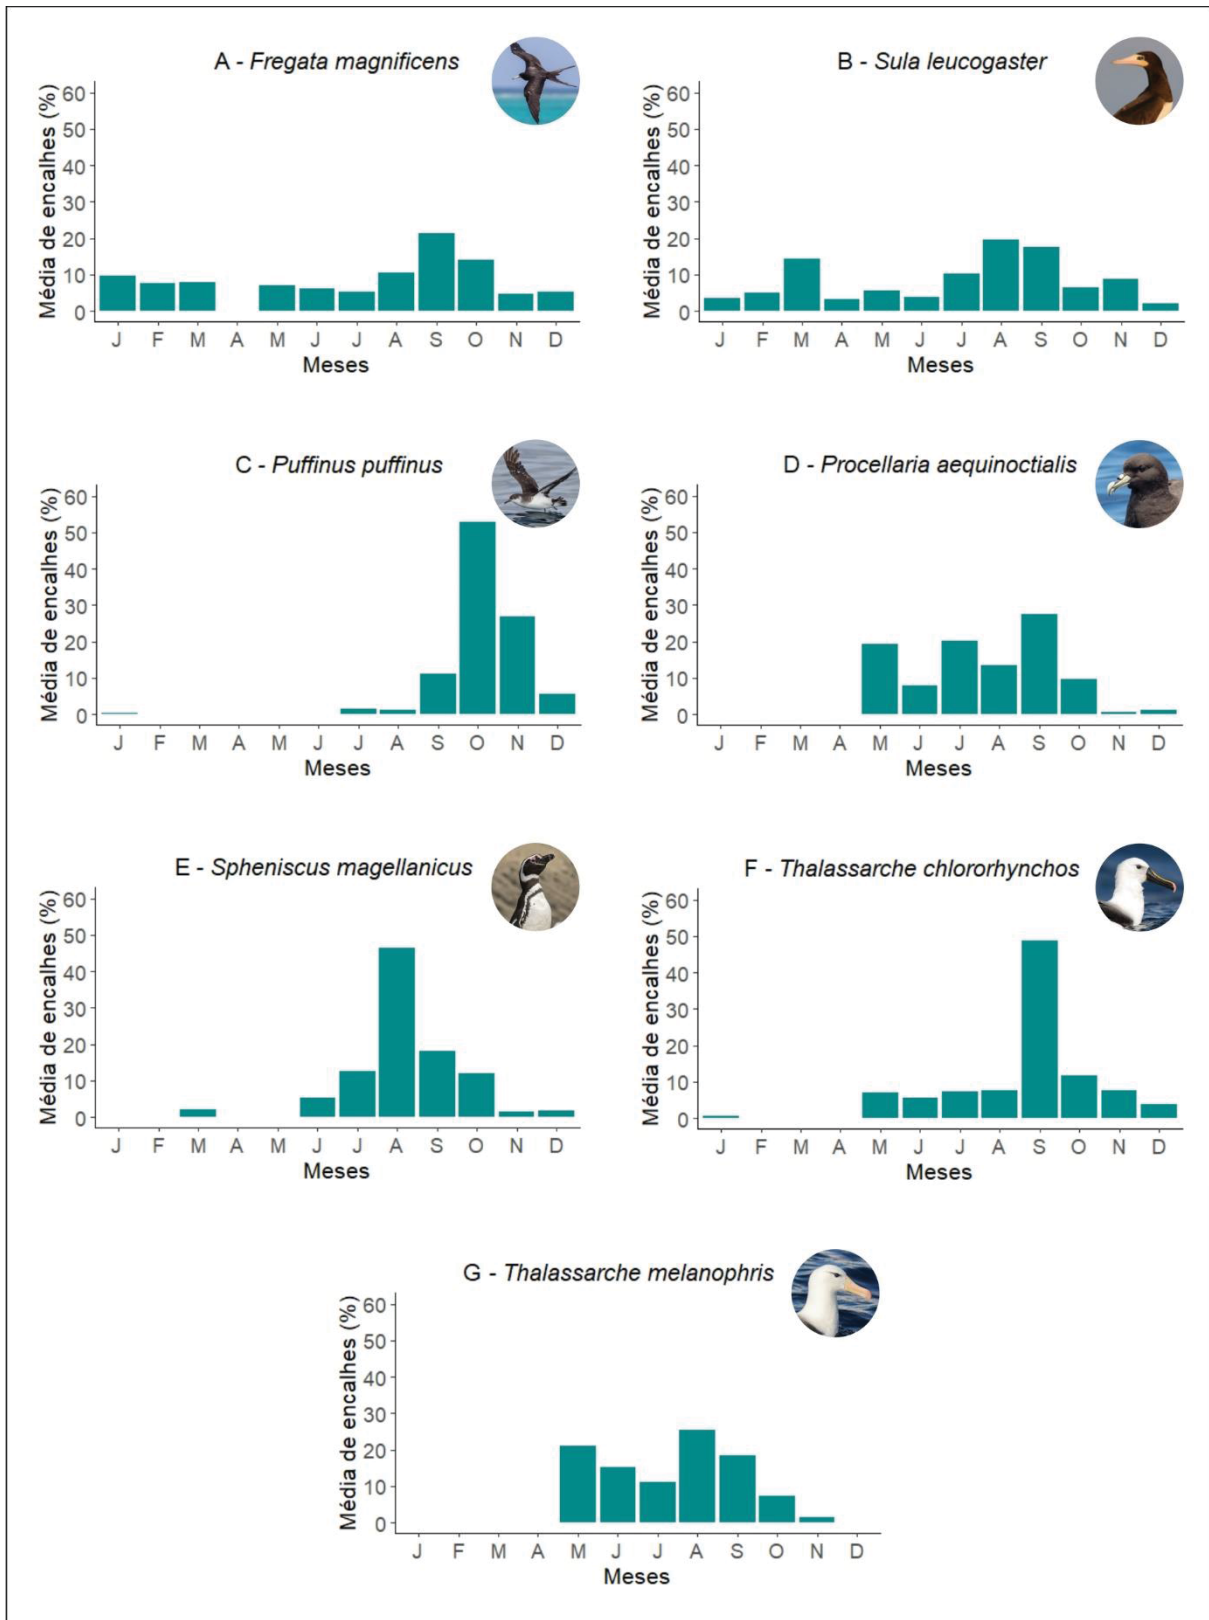 A - Fregata magnificens
Média de encalhes (%)
60
50
40
30
20
10
0
J F M A M J J A S O N D
Meses
B - Sula leucogaster
Média de encalhes (%)
60
50
40
30
20
10
0
J F M A M J J A S O N D
Meses
C - Puffinus puffinus
Média de encalhes (%)
60
50
40
30
20
10
0
J F M A M J J A S O N D
Meses
D - Procellaria aequinoctialis
Média de encalhes (%)
60
50
40
30
20
10
0
J F M A M J J A S O N D
Meses
E - Spheniscus magellanicus
Média de encalhes (%)
60
50
40
30
20
10
0
J F M A M J J A S O N D
Meses
F - Thalassarche chlororhynchos
Média de encalhes (%)
60
50
40
30
20
10
0
J F M A M J J A S O N D
Meses
G - Thalassarche melanophris
Média de encalhes (%)
60
50
40
30
20
10
0
J F M A M J J A S O N D
Meses